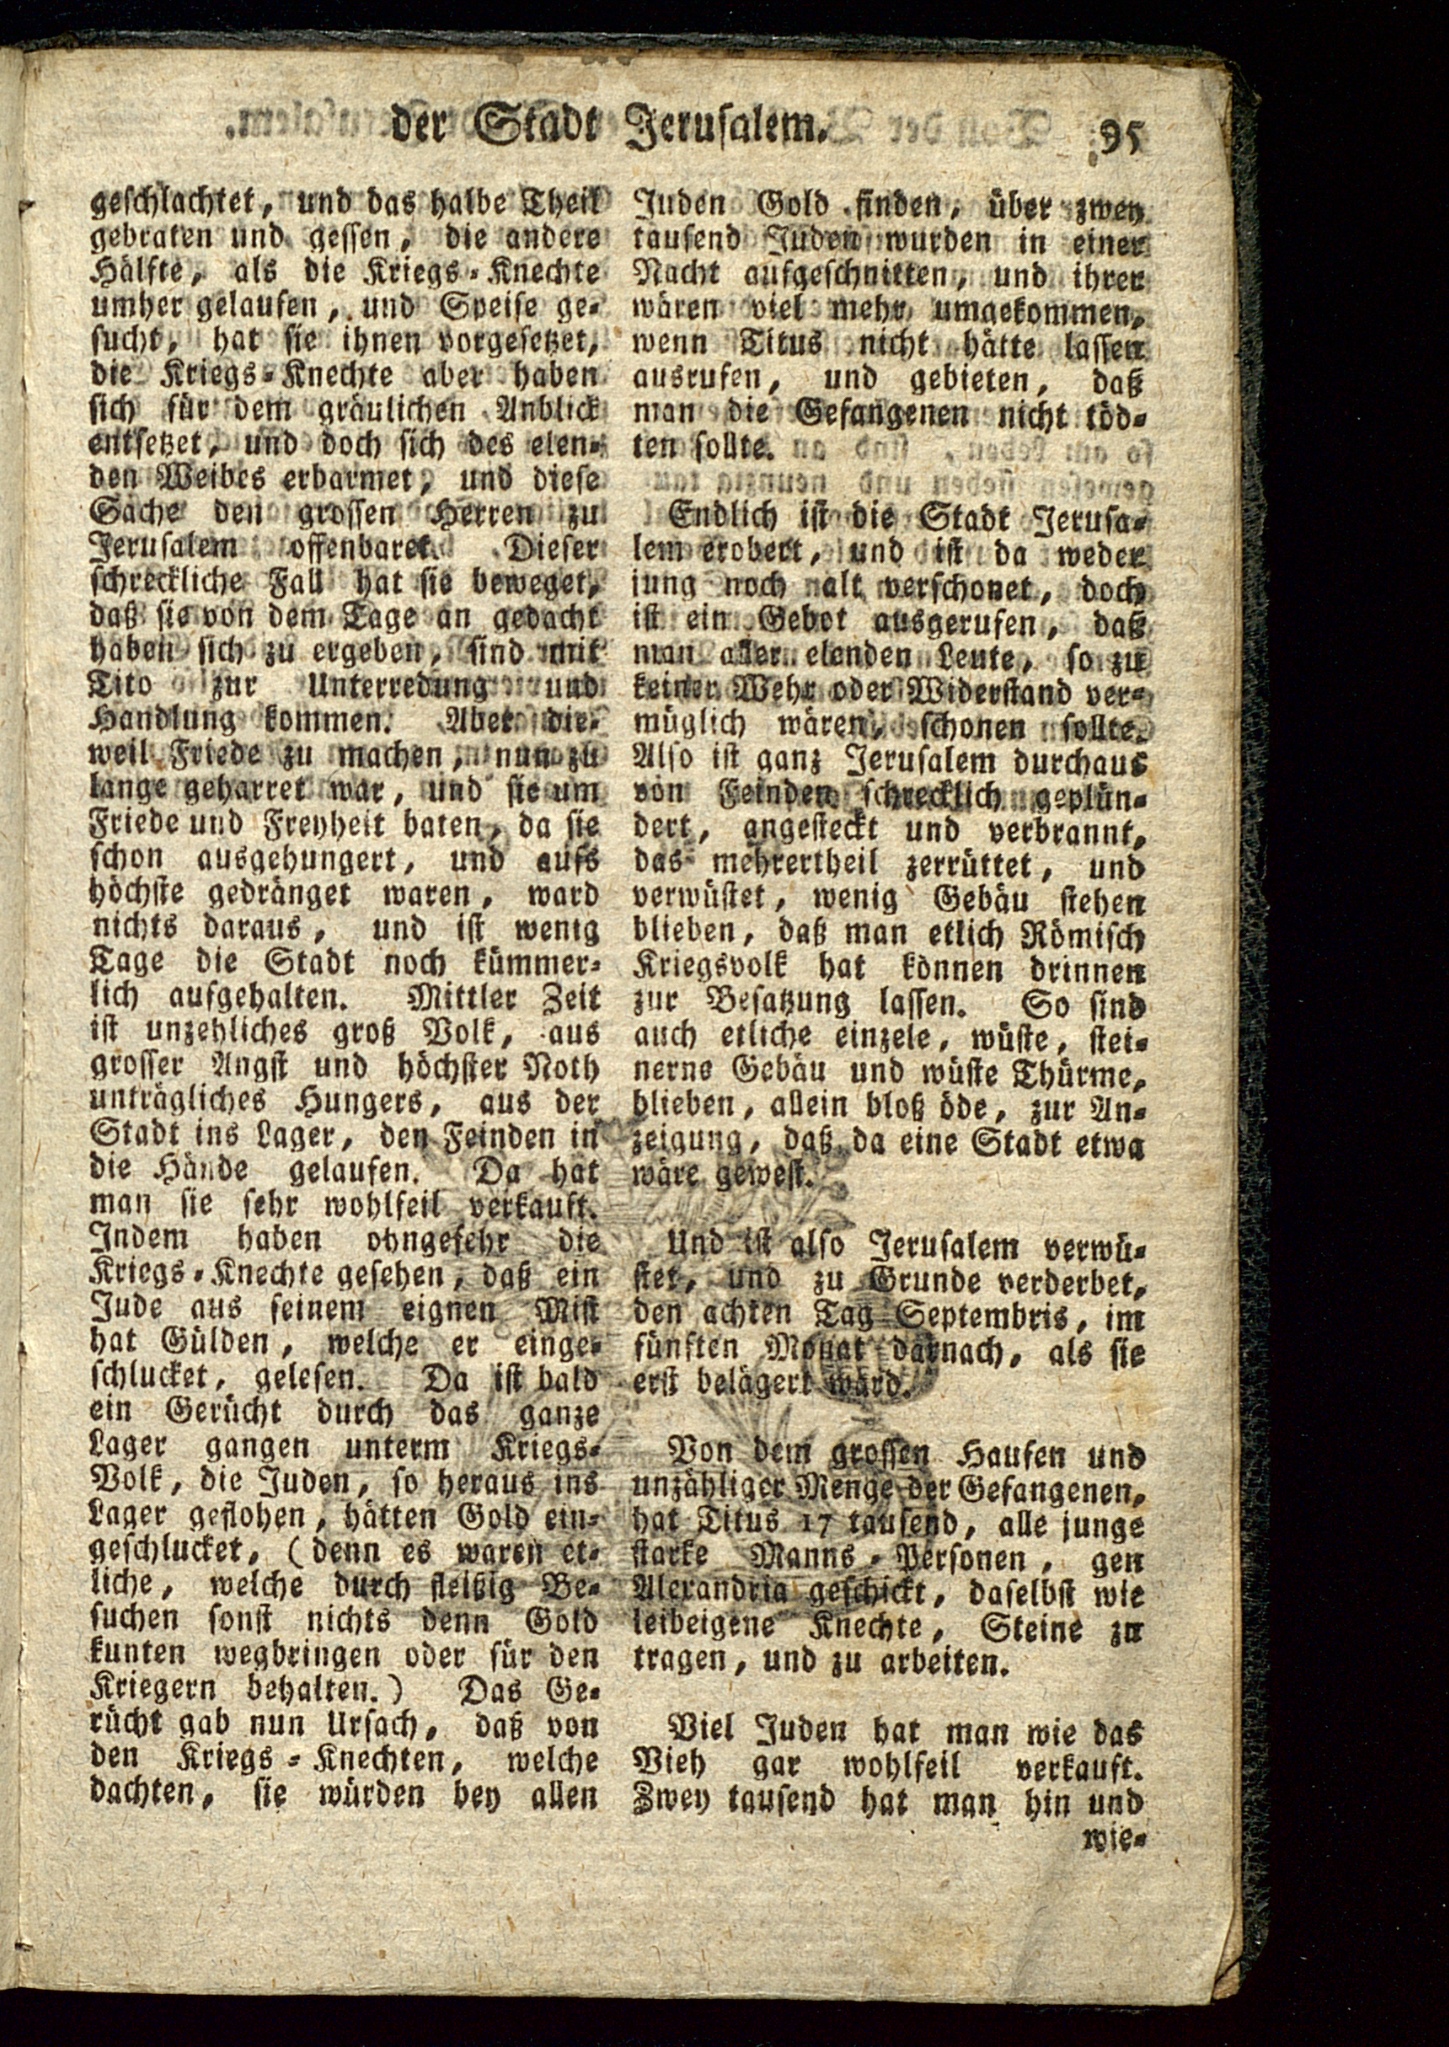 der Stadt Jerusalem. 95
geschlachtet, und das halbe Theil
gebraten und gessen, die andere
Hälfte, als die Kriegs-Knechte
umher gelaufen, und Speise ge-
sucht, hat sie ihnen vorgesetzet,
die Kriegs-Knechte aber haben
sich für dem gräulichen Anblick
entsetzet, und doch sich des elen-
den Weibes erbarmet, und diese
Sache den grossen Herren zu
Jerusalem offenbaret. Dieser
schreckliche Fall hat sie beweget,
daß sie von dem Tage an gedacht
haben sich zu ergeben, sind mit
Tito zur Unterredung und
Handlung kommen. Aber die-
weil Friede zu machen, nun zu
lange geharret war, und sie um
Friede und Freyheit baten, da sie
schon ausgehungert, und aufs
höchste gedränget waren, ward
nichts daraus, und ist wenig
Tage die Stadt noch kümmer-
lich aufgehalten. Mittler Zeit
ist unzehliches groß Volk, aus
grosser Angst und höchster Noth
unträgliches Hungers, aus der
Stadt ins Lager, den Feinden in
die Hände gelaufen. Da hat
man sie sehr wohlfeil verkauft.
Indem haben ohngefehr die
Kriegs-Knechte gesehen, daß ein
Jude aus seinem eignen Mist
hat Gülden, welche er einge-
schlucket, gelesen. Da ist bald
ein Gerücht durch das ganze
Lager gangen unterm Kriegs-
Volk, die Juden, so heraus ins
Lager geflohen, hätten Gold ein-
geschlucket, (denn es waren et-
liche, welche durch fleißig Be-
suchen sonst nichts denn Gold
kunten wegbringen oder für den
Kriegern behalten.) Das Ge-
rücht gab nun Ursach, daß von
den Kriegs-Knechten, welche
dachten, sie würden bey allen
Juden Gold finden, über zwey
tausend Juden wurden in einer
Nacht aufgeschnitten, und ihrer
wären viel mehr umgekommen,
wenn Titus nicht hätte lassen
ausrufen, und gebieten, daß
man die Gefangenen nicht töd-
ten sollte.
Endlich ist die Stadt Jerusa-
lem erobert, und ist da weder
jung noch alt verschonet, doch
ist ein Gebot ausgerufen, daß
man aller elenden Leute, so zu
keiner Wehr oder Widerstand ver-
müglich wären, schonen sollte.
Also ist ganz Jerusalem durchaus
von Feinden schrecklich geplün-
dert, angesteckt und verbrannt,
das mehrertheil zerrüttet, und
verwüstet, wenig Gebäu stehen
blieben, daß man etlich Römisch
Kriegsvolk hat können drinnen
zur Besatzung lassen. So sind
auch etliche einzele, wüste, stei-
nerne Gebäu und wüste Thürme,
blieben, allein bloß öde, zur An-
zeigung, daß da eine Stadt etwa
wäre gewest.
Und ist also Jerusalem verwü-
stet, und zu Grunde verderbet,
den achten Tag Septembris, im
fünften Monat darnach, als sie
erst belägert ward.
Von dem grossen Haufen und
unzähliger Menge der Gefangenen,
hat Titus 17 tausend, alle junge
starke Manns-Personen, gen
Alexandria geschickt, daselbst wie
leibeigene Knechte, Steine zu
tragen, und zu arbeiten.
Viel Juden hat man wie das
Vieh gar wohlfeil verkauft.
Zwey tausend hat man hin und
wie-